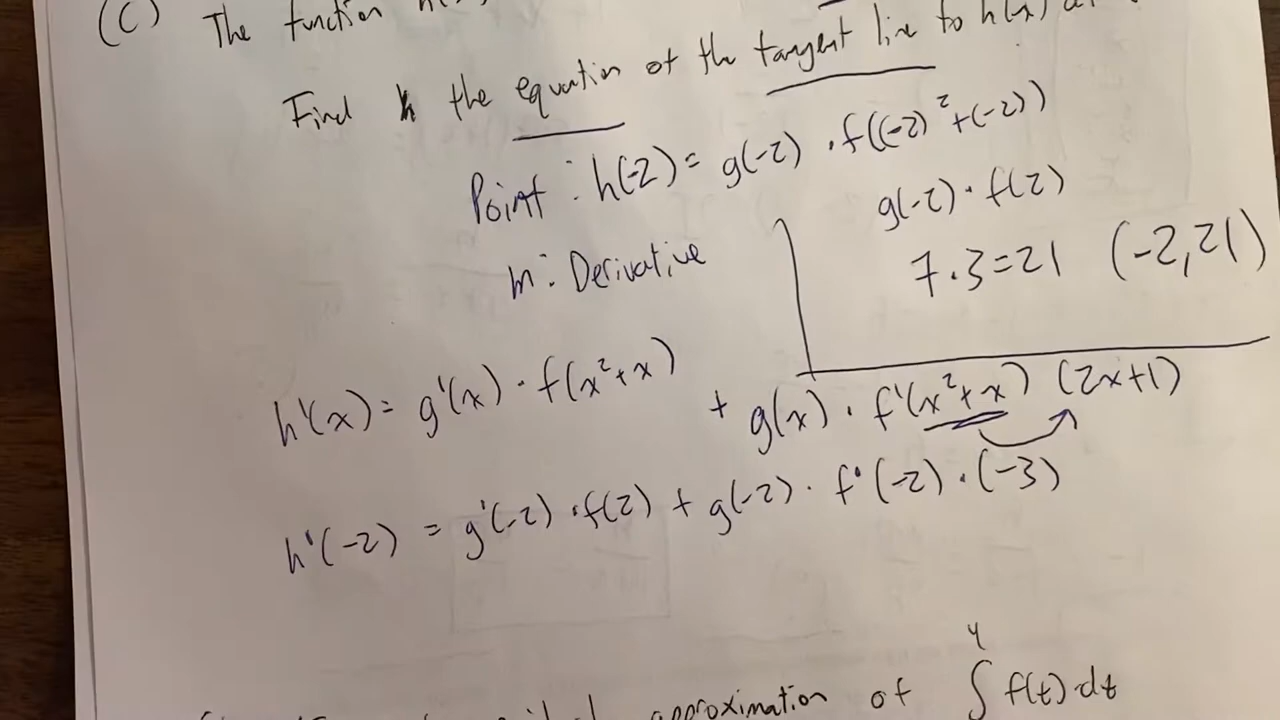 (C) The function
Find the equation of the tangent line to h(x) at
Point: h(-2) = g(-2) · f((-2)² + (-2))
g(-2) · f(2)
m: Derivative
7 · 3 = 21 (-2, 21)
h'(x) = g'(x) · f(x² + x) + g(x) · f'(x² + x) (2x+1)
h'(-2) = g'(-2) · f(2) + g(-2) · f'(-2) · (-3)
approximation of ∫⁴ f(t) dt